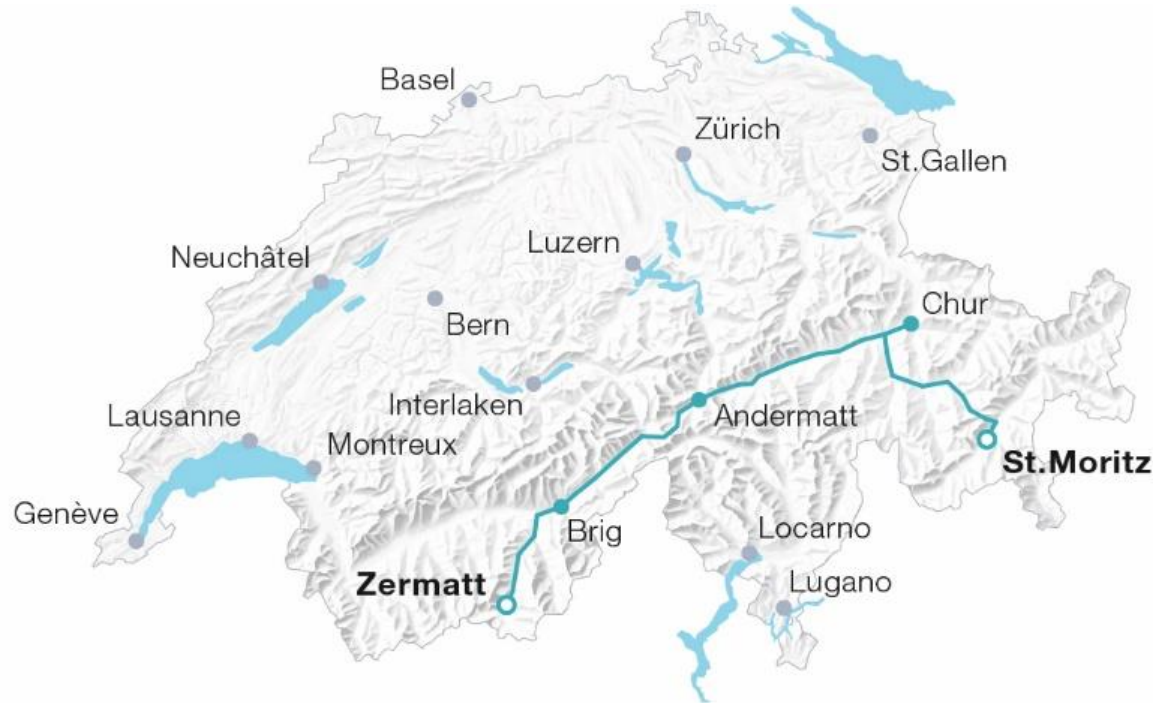 Basel
Zürich
St.Gallen
Neuchâtel
Luzern
Bern
Chur
Interlaken
Andermatt
Lausanne
Montreux
St.Moritz
Genève
Brig
Locarno
Zermatt
Lugano